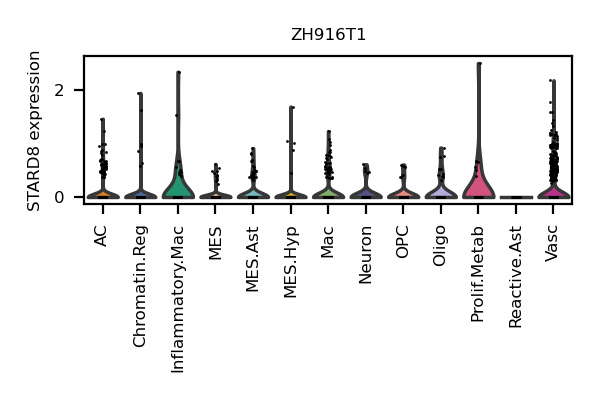 ZH916T1
STARD8 expression
2
0
AC
Chromatin.Reg
Inflammatory.Mac
MES
MES.Ast
MES.Hyp
Mac
Neuron
OPC
Oligo
Prolif.Metab
Reactive.Ast
Vasc